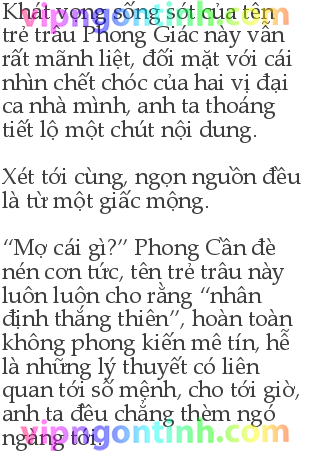 Khát vọng sống sót của tên
trẻ trâu Phong Giác này vẫn
rất mãnh liệt, đối mặt với cái
nhìn chết chóc của hai vị đại
ca nhà mình, anh ta thoáng
tiết lộ một chút nội dung.
Xét tới cùng, ngọn nguồn đều
là từ một giấc mộng.
“Mợ cái gì?” Phong Cần đè
nén cơn tức, tên trẻ trâu này
luôn luôn cho rằng “nhân
định thắng thiên”, hoàn toàn
không phong kiến mê tín, hễ
là những lý thuyết có liên
quan tới số mệnh, cho tới giờ,
anh ta đều chẳng thèm ngó
ngàng tới.
vipngontinh.com
vipngontinh.com